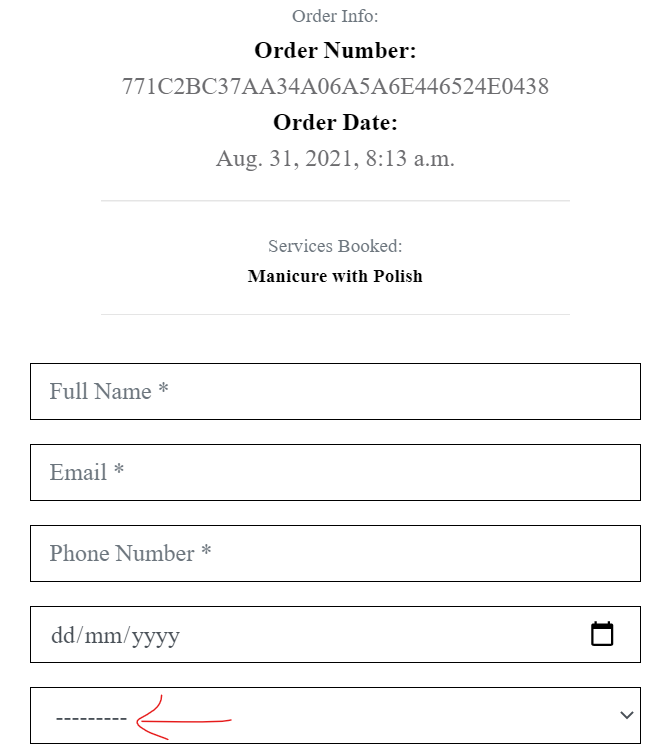 Order Info:
Order Number:
771C2BC37AA34A06A5A6E446524E0438
Order Date:
Aug. 31, 2021, 8:13 a.m.
Services Booked:
Manicure with Polish
Full Name *
Email *
Phone Number *
dd/mm/yyyy
---------